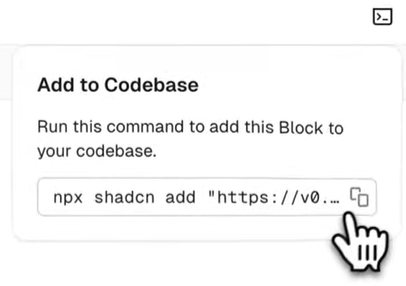 Add to Codebase
Run this command to add this Block to
your codebase.
npx shadcn add "https://v0.…